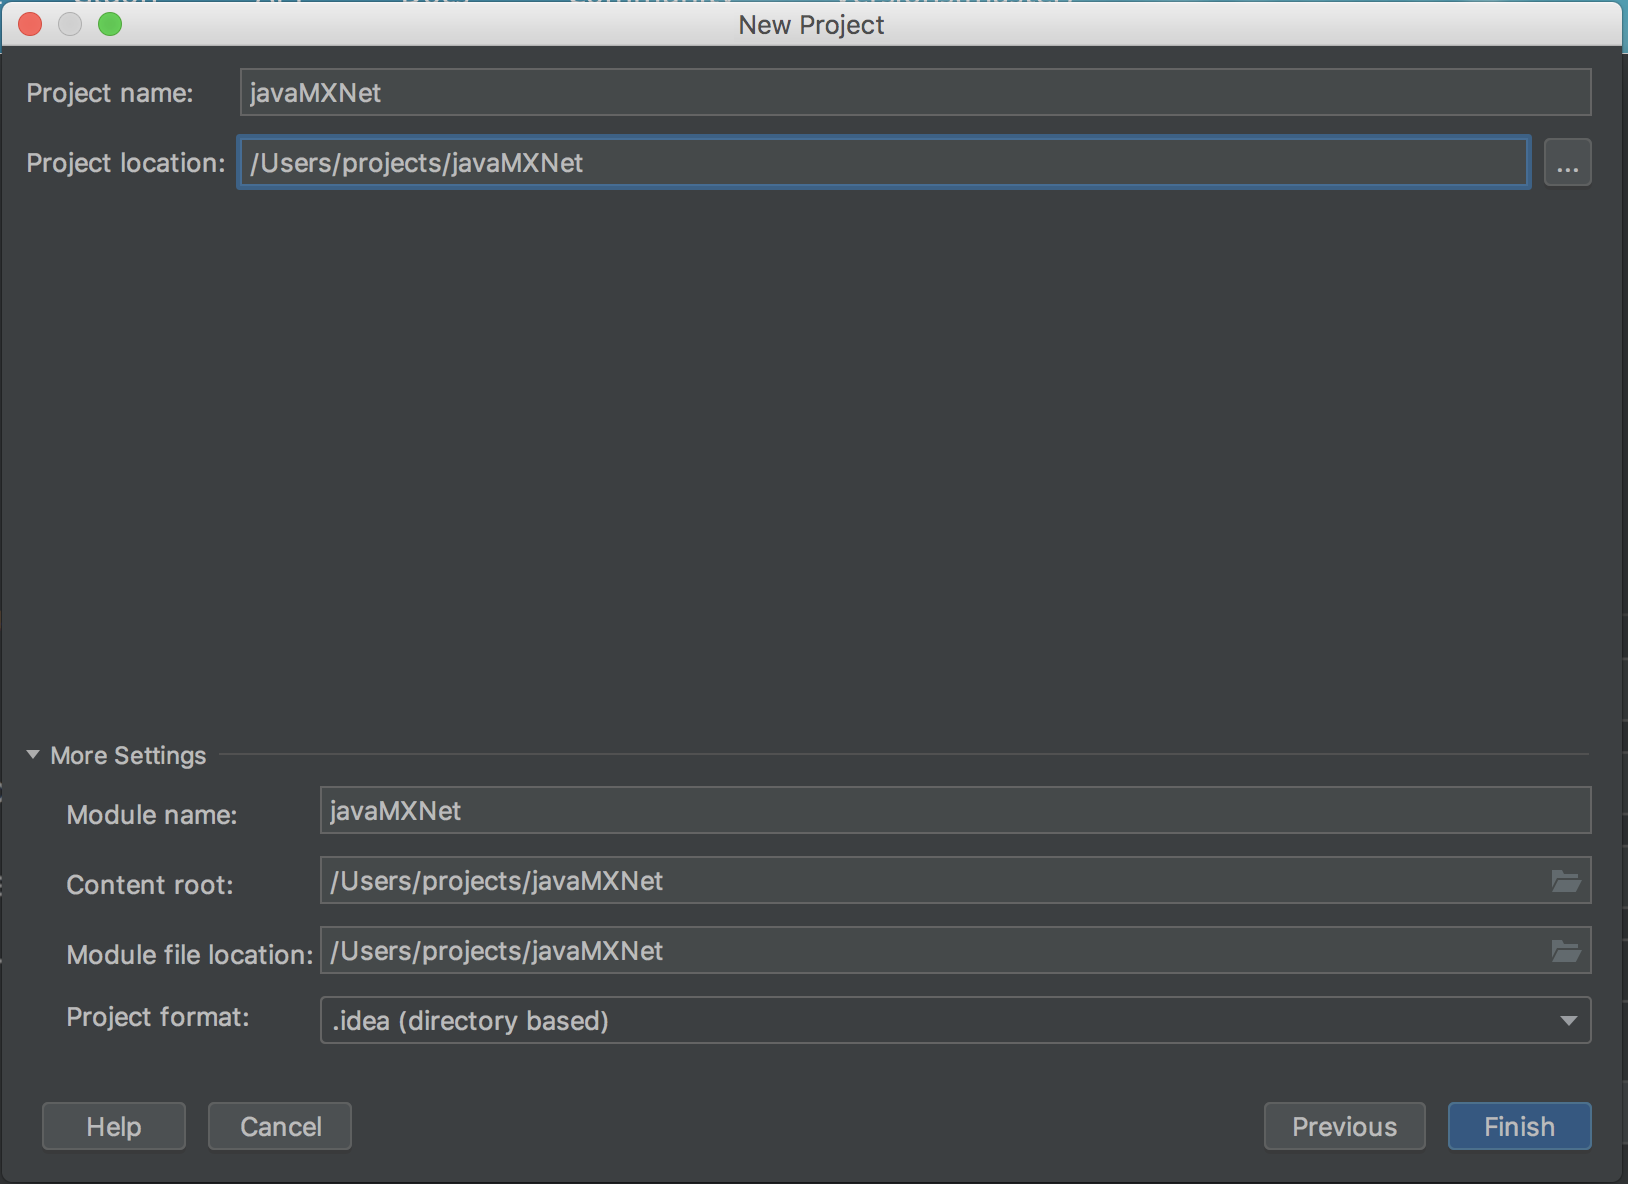 New Project
Project name: javaMXNet
Project location: /Users/projects/javaMXNet ...
More Settings
Module name: javaMXNet
Content root: /Users/projects/javaMXNet
Module file location: /Users/projects/javaMXNet
Project format: .idea (directory based)
Help Cancel Previous Finish